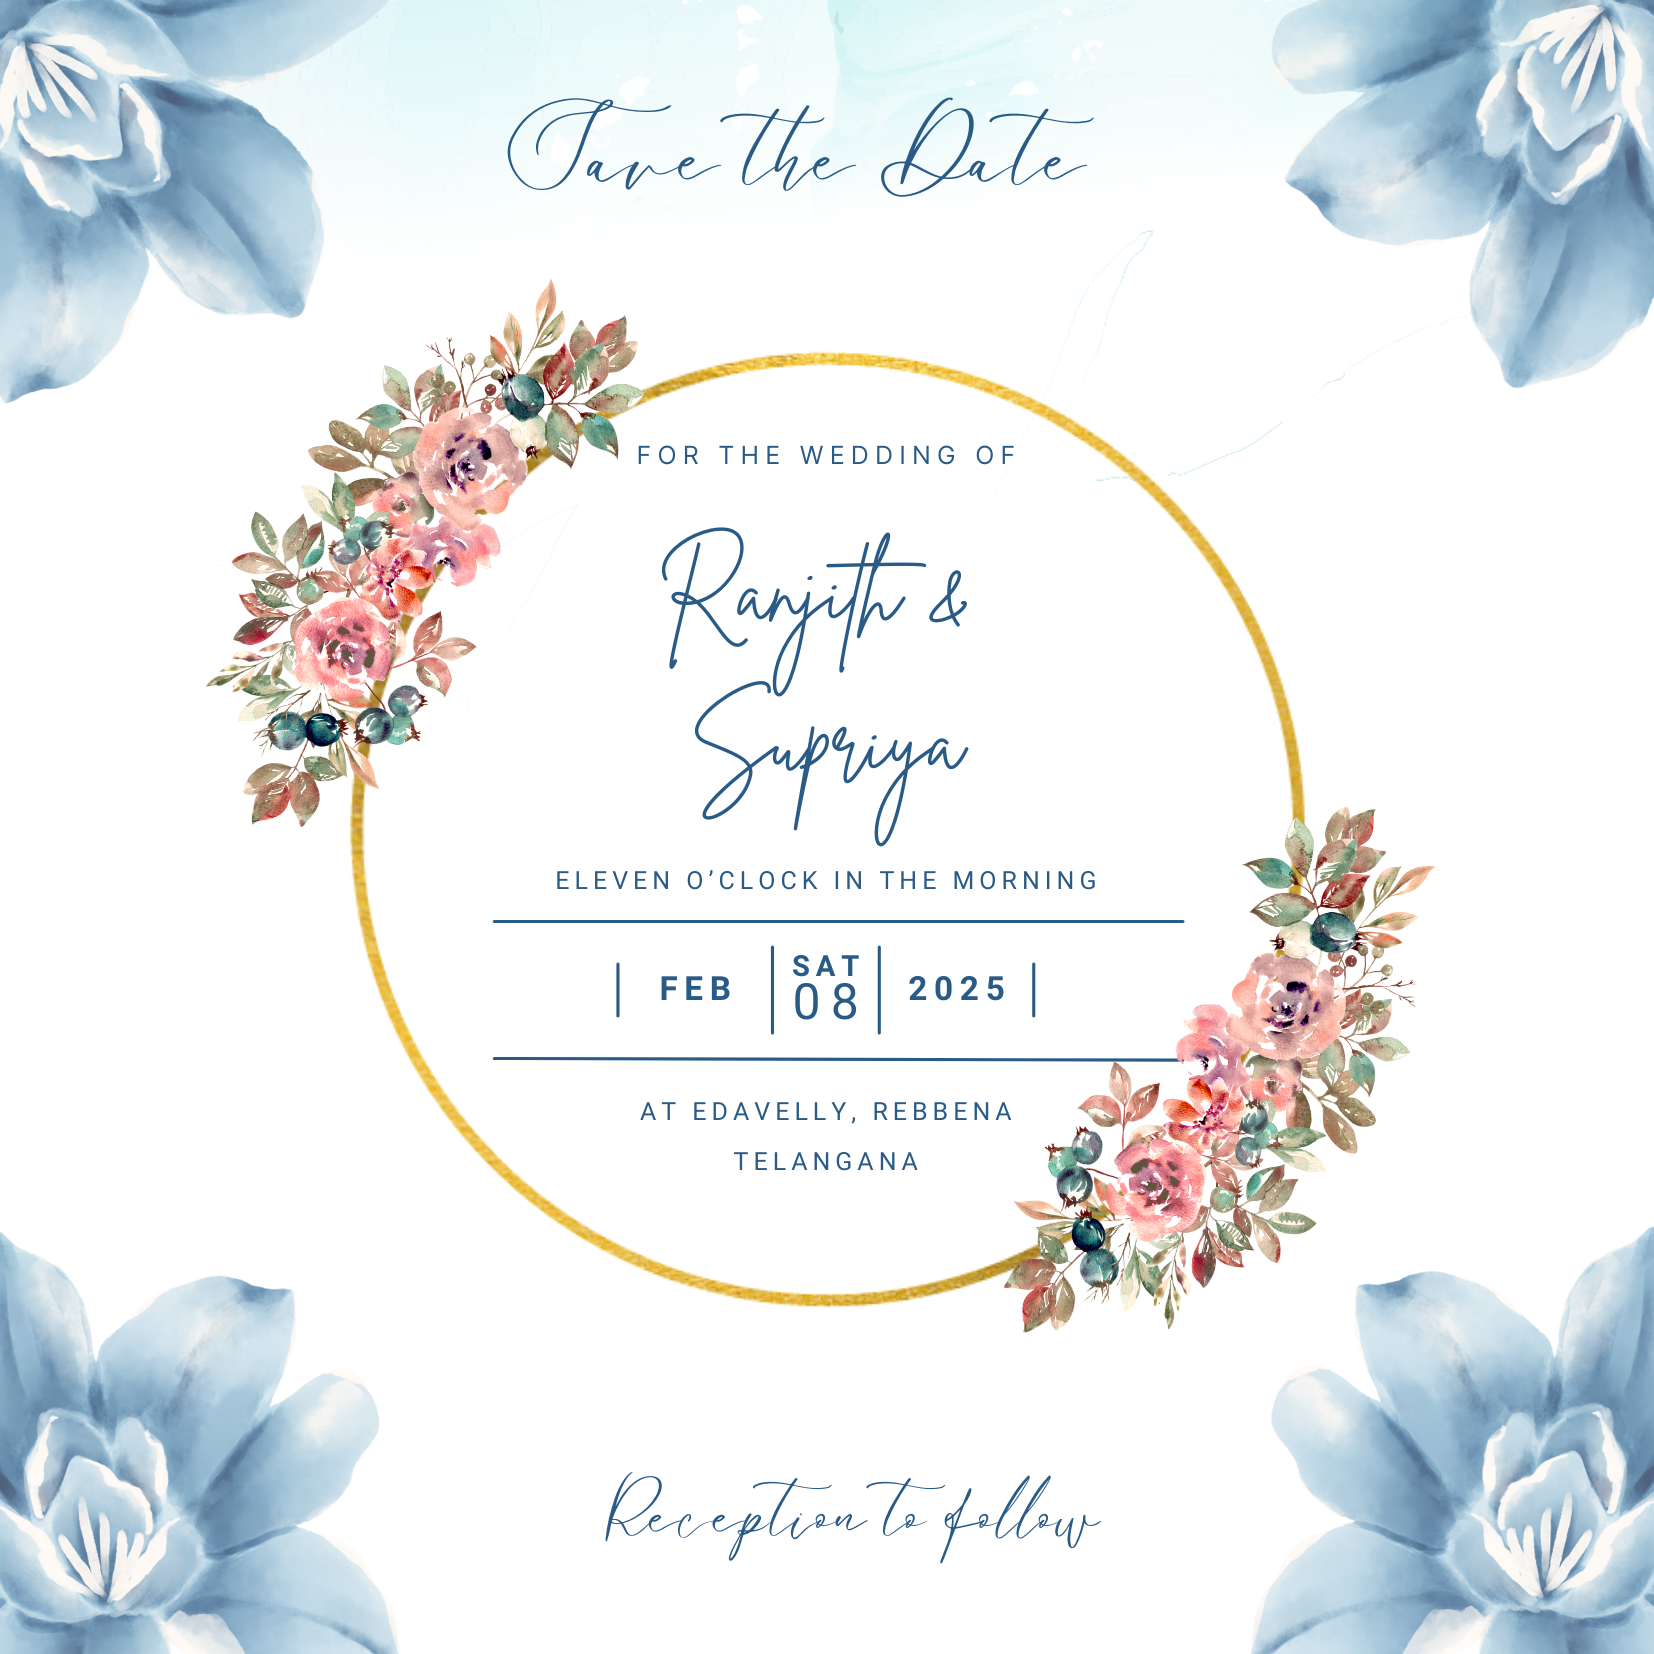 Save the Date
FOR THE WEDDING OF
Ranjith &
Supriya
ELEVEN O’CLOCK IN THE MORNING
FEB
SAT
08
2025
AT EDAVELLY, REBBENA
TELANGANA
Reception to follow